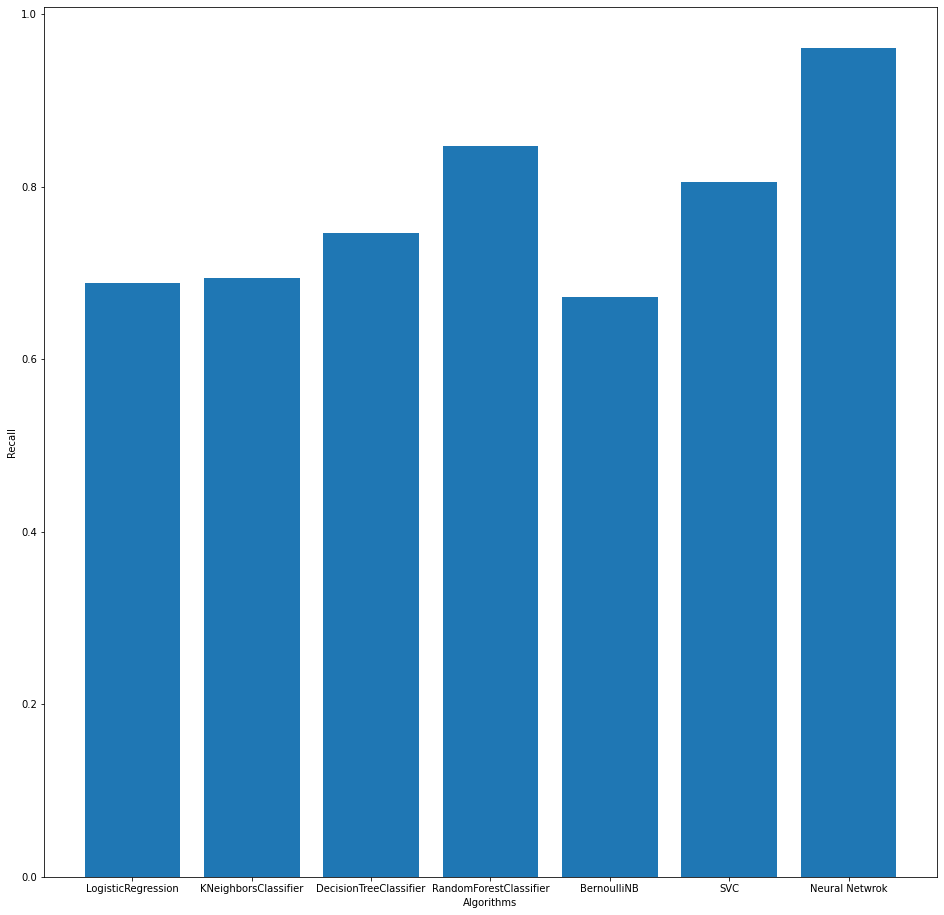 1.0
0.8
0.6
0.4
0.2
0.0
Recall
LogisticRegression KNeighborsClassifier DecisionTreeClassifier RandomForestClassifier BernoulliNB SVC Neural Netwrok
Algorithms